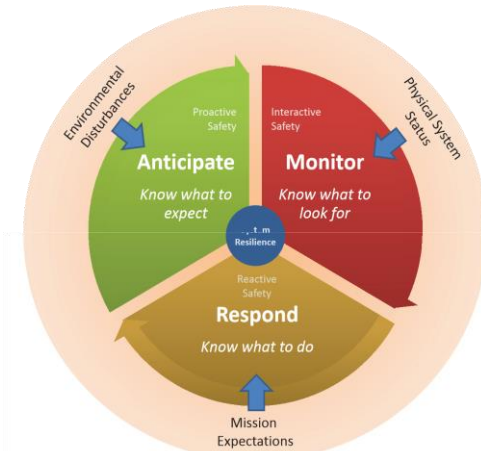 Environmental
Disturbances
Proactive
Safety
Anticipate
Know what to
expect
Interactive
Safety
Monitor
Know what to
look for
Physical System
Status
Resilience
Reactive
Safety
Respond
Know what to do
Mission
Expectations